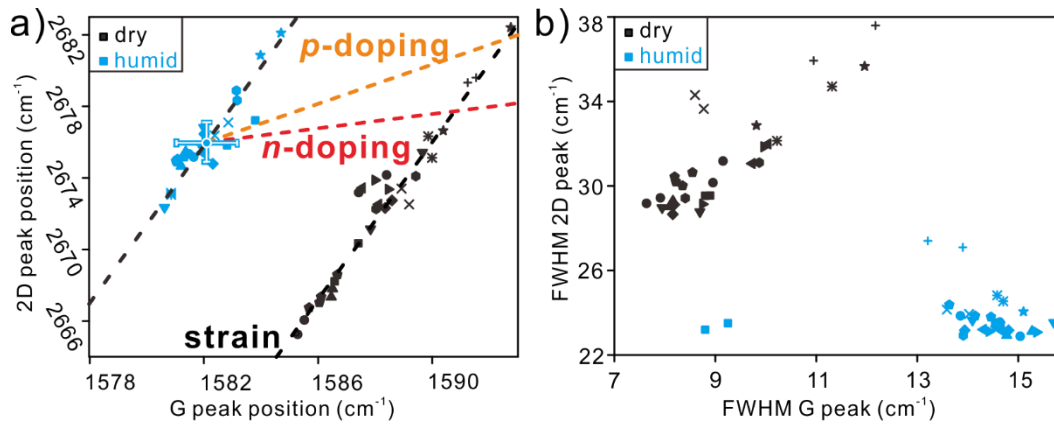 a)
dry
humid
p-doping
n-doping
strain
2682
2678
2674
2670
2666
2D peak position (cm⁻¹)
1578
1582
1586
1590
G peak position (cm⁻¹)
b)
dry
humid
38
34
30
26
22
FWHM 2D peak (cm⁻¹)
7
9
11
13
15
FWHM G peak (cm⁻¹)